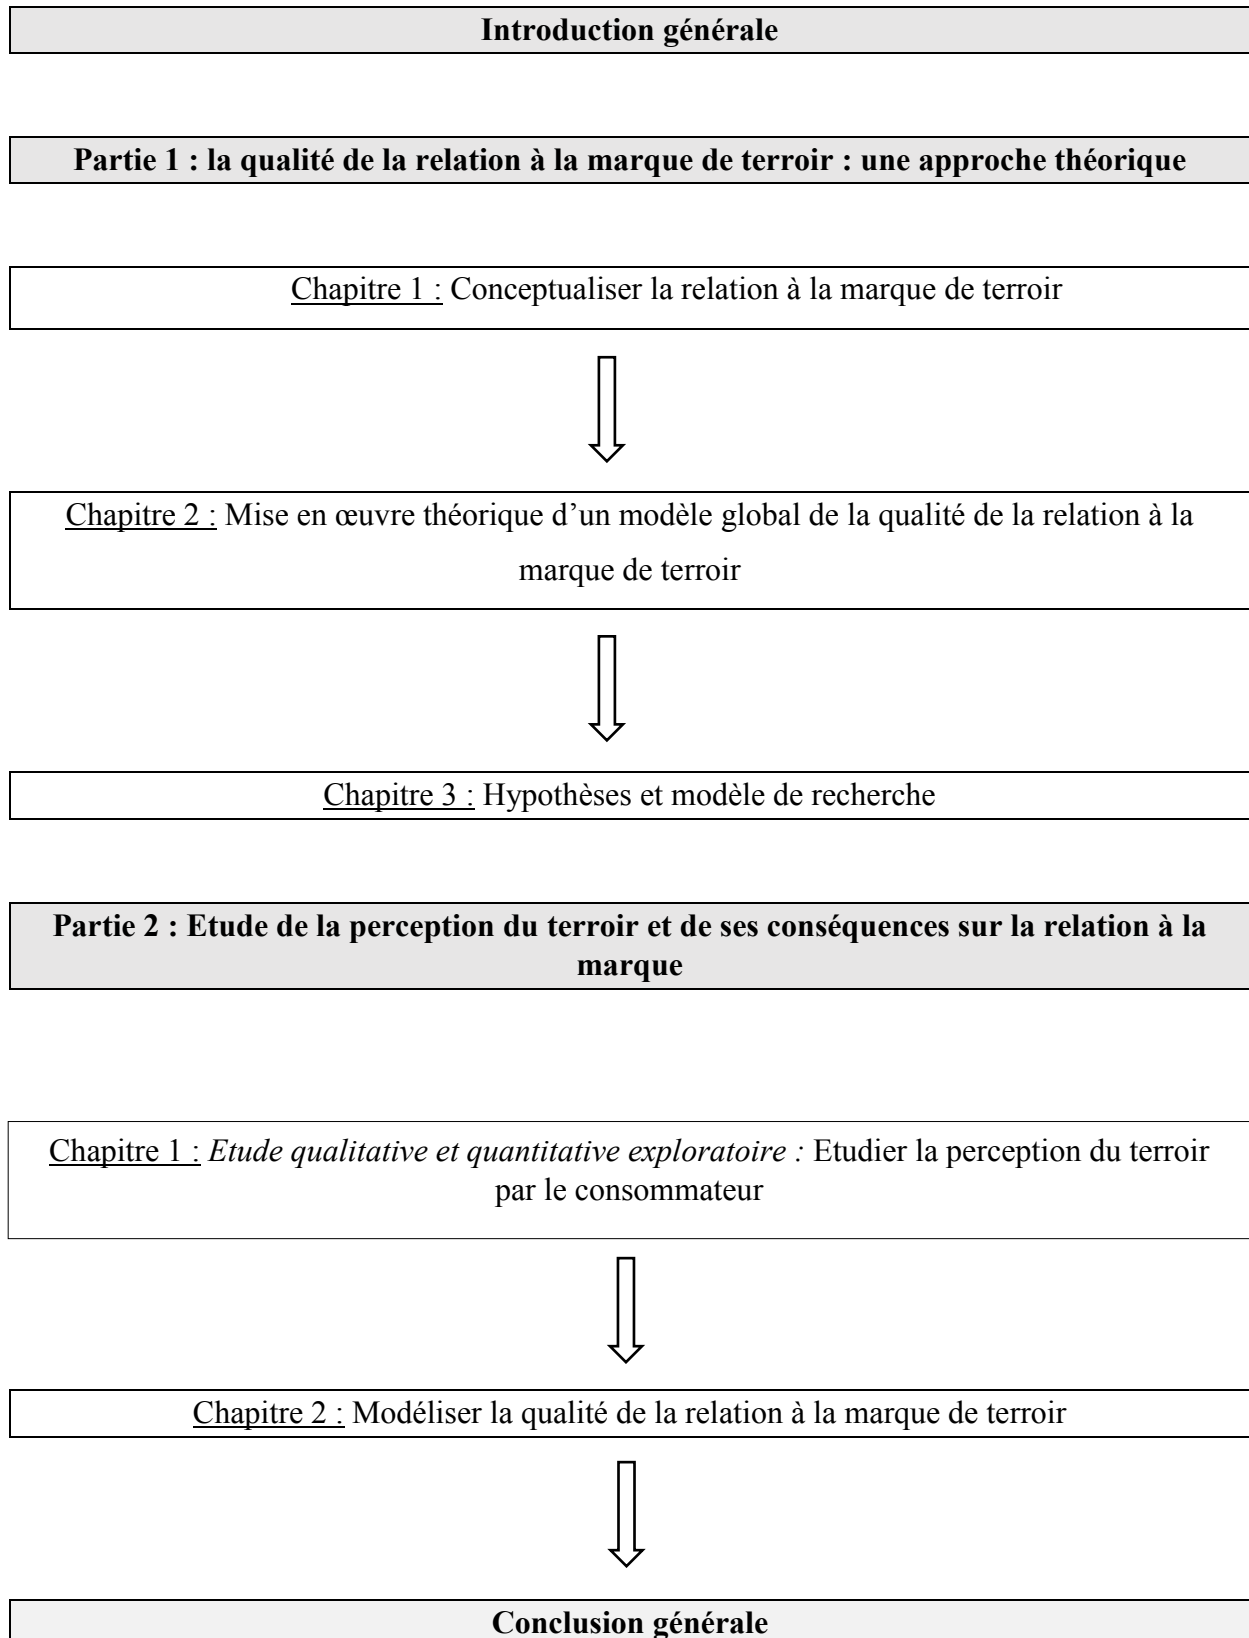 Introduction générale
Partie 1 : la qualité de la relation à la marque de terroir : une approche théorique
Chapitre 1 : Conceptualiser la relation à la marque de terroir
Chapitre 2 : Mise en œuvre théorique d’un modèle global de la qualité de la relation à la
marque de terroir
Chapitre 3 : Hypothèses et modèle de recherche
Partie 2 : Etude de la perception du terroir et de ses conséquences sur la relation à la
marque
Chapitre 1 : Etude qualitative et quantitative exploratoire : Etudier la perception du terroir
par le consommateur
Chapitre 2 : Modéliser la qualité de la relation à la marque de terroir
Conclusion générale